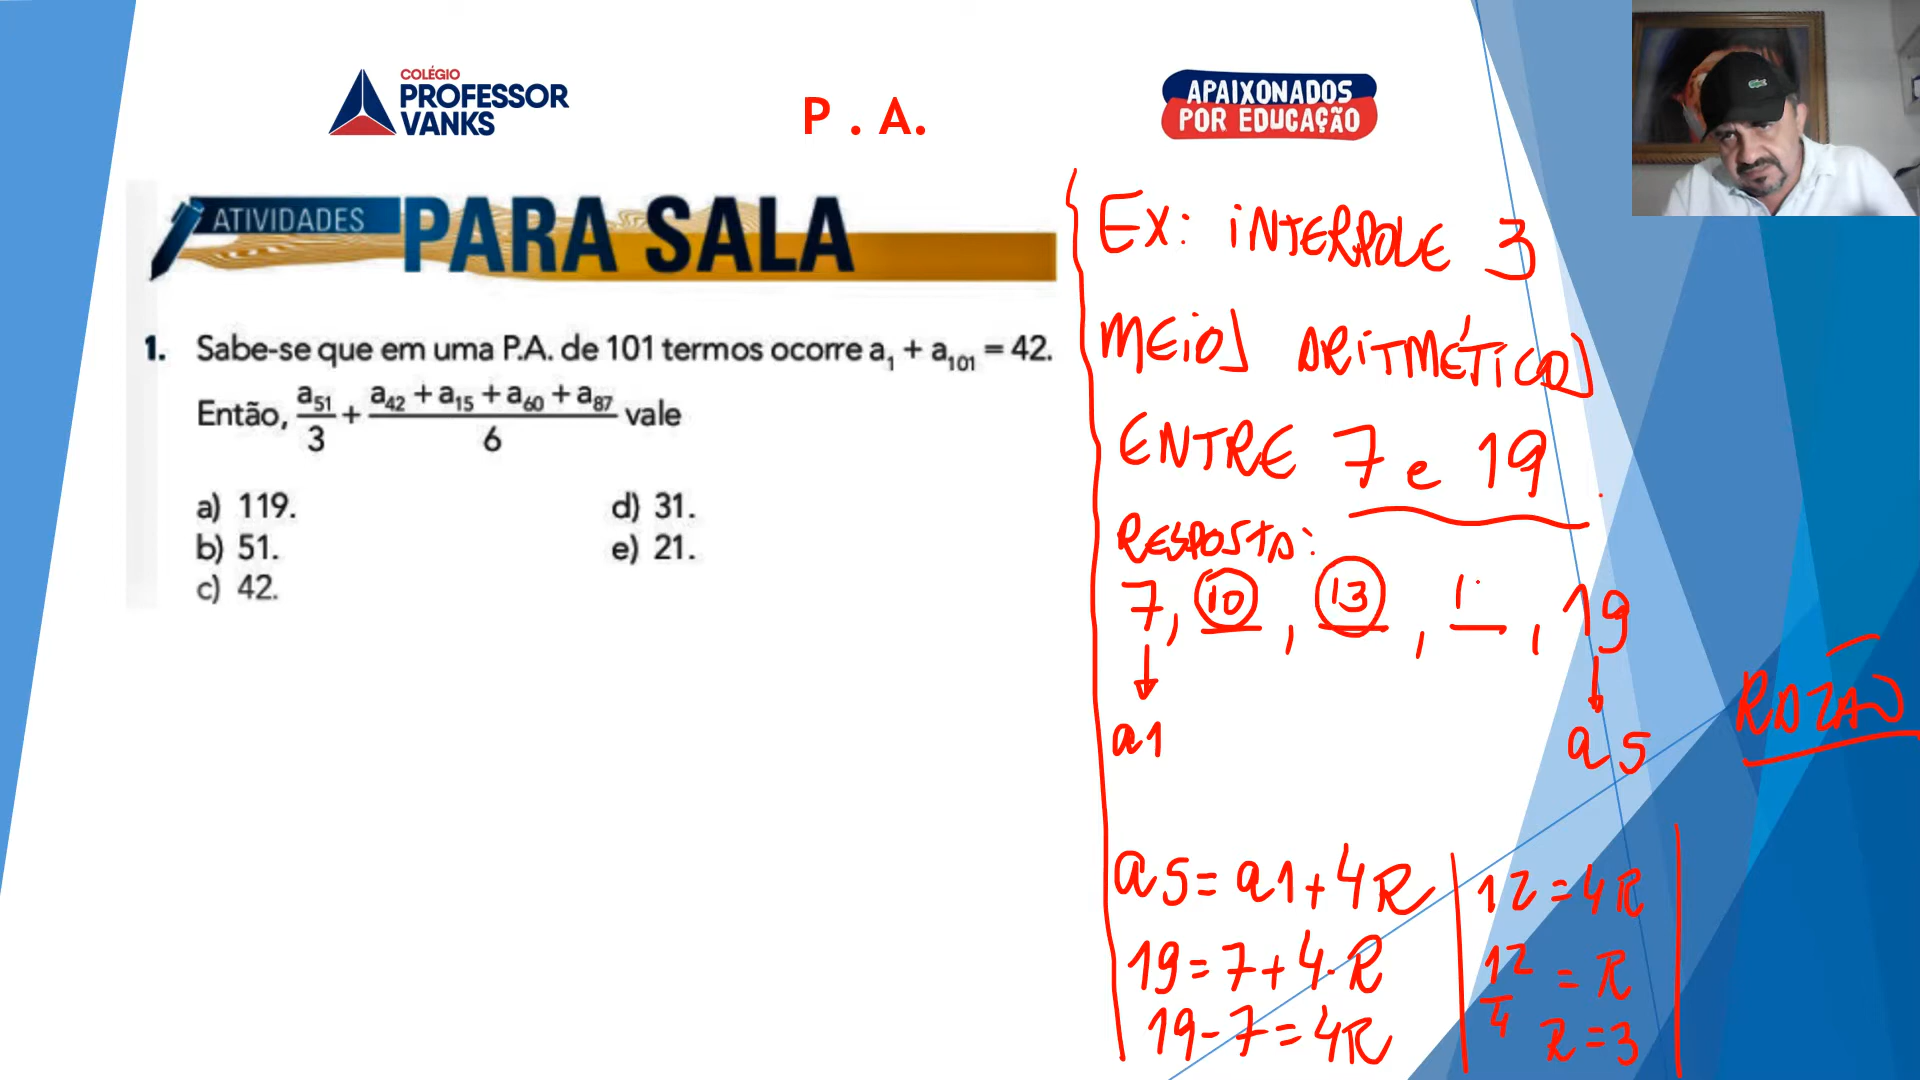 COLÉGIO
PROFESSOR
VANKS
P . A.
APAIXONADOS
POR EDUCAÇÃO
ATIVIDADES PARA SALA
1. Sabe-se que em uma P.A. de 101 termos ocorre a₁ + a₁₀₁ = 42.
Então, a₅₁/3 + (a₄₂ + a₁₅ + a₆₀ + a₈₇)/6 vale
a) 119.
b) 51.
c) 42.
d) 31.
e) 21.
EX: INTERPOLE 3
MEIOS ARITMÉTICOS
ENTRE 7 e 19
RESPOSTA:
7, 10, 13, 1, 19
a1 a5
RAZÃO
a5 = a1 + 4R
19 = 7 + 4.R
19 - 7 = 4R
12 = 4R
12/4 = R
R = 3